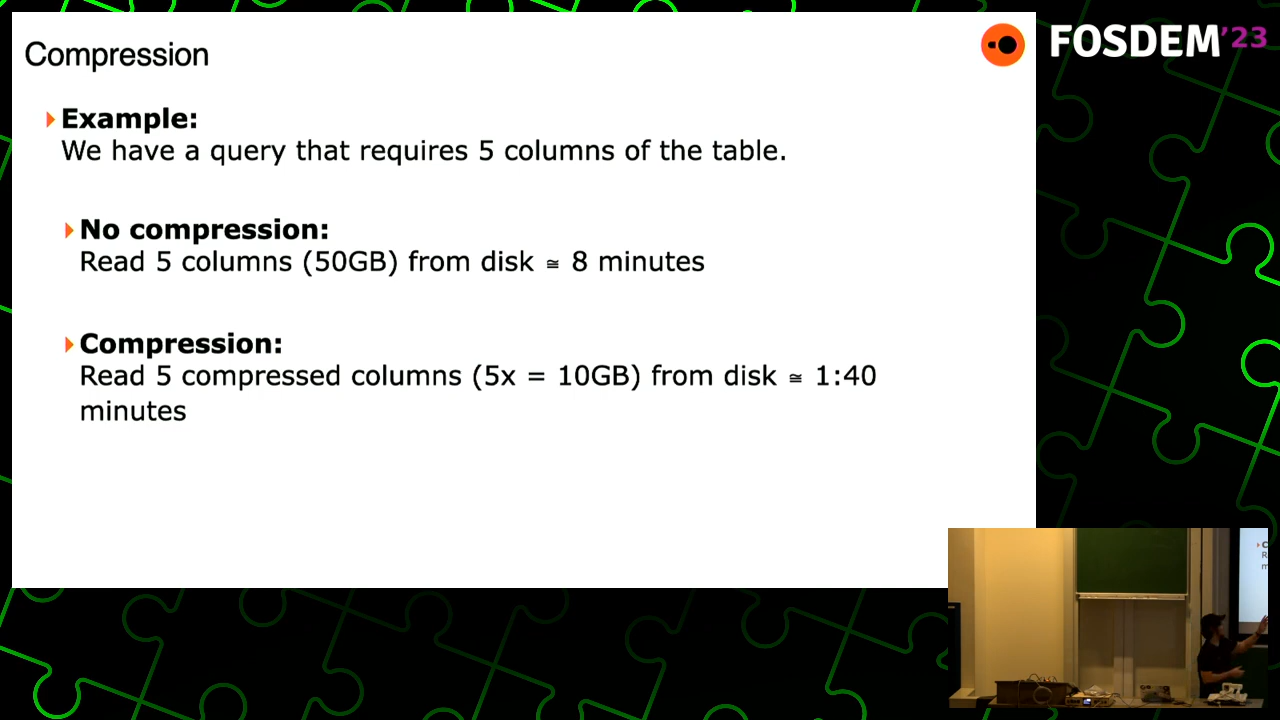 Compression
FOSDEM'23
Example:
We have a query that requires 5 columns of the table.
No compression:
Read 5 columns (50GB) from disk ≅ 8 minutes
Compression:
Read 5 compressed columns (5x = 10GB) from disk ≅ 1:40
minutes